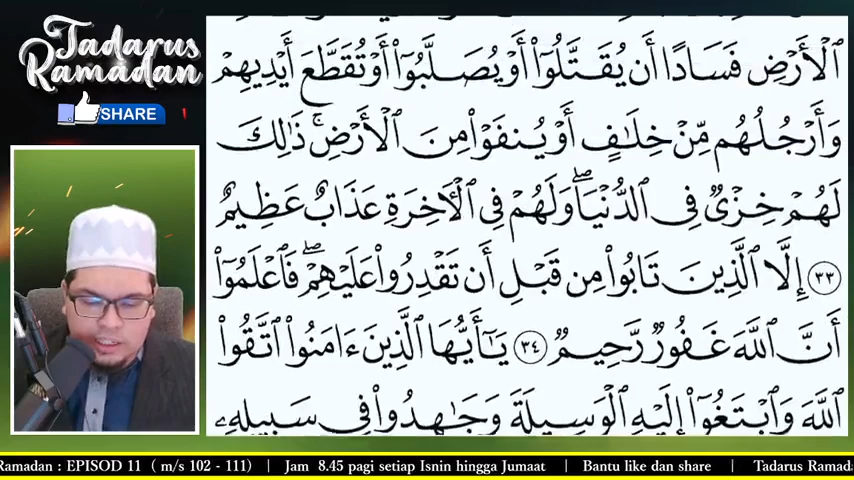 Tadarus
Ramadan
SHARE
ٱلۡأَرۡضِ فَسَادًا أَن يُقَتَّلُوٓاْ أَوۡ يُصَلَّبُوٓاْ أَوۡ تُقَطَّعَ أَيۡدِيهِمۡ
وَأَرۡجُلُهُم مِّنۡ خِلَٰفٍ أَوۡ يُنفَوۡاْ مِنَ ٱلۡأَرۡضِۚ ذَٰلِكَ
لَهُمۡ خِزۡيٞ فِي ٱلدُّنۡيَاۖ وَلَهُمۡ فِي ٱلۡأٓخِرَةِ عَذَابٌ عَظِيمٌ
٣٣ إِلَّا ٱلَّذِينَ تَابُواْ مِن قَبۡلِ أَن تَقۡدِرُواْ عَلَيۡهِمۡۖ فَٱعۡلَمُوٓاْ
أَنَّ ٱللَّهَ غَفُورٞ رَّحِيمٞ ٣٤ يَٰٓأَيُّهَا ٱلَّذِينَ ءَامَنُواْ ٱتَّقُواْ
ٱللَّهَ وَٱبۡتَغُوٓاْ إِلَيۡهِ ٱلۡوَسِيلَةَ وَجَٰهِدُواْ فِي سَبِيلِهِۦ
Ramadan : EPISOD 11 ( m/s 102 - 111) | Jam 8.45 pagi setiap Isnin hingga Jumaat | Bantu like dan share | Tadarus Ramada